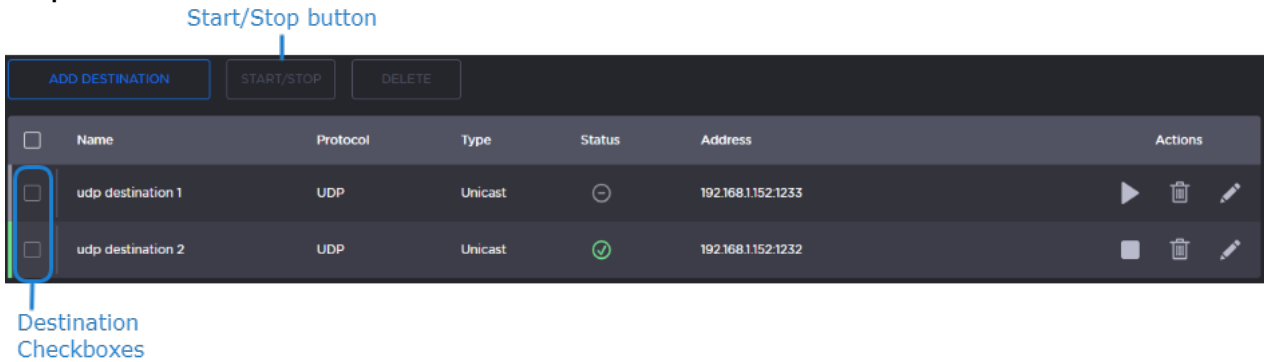 Start/Stop button
ADD DESTINATION START/STOP DELETE
Name Protocol Type Status Address Actions
udp destination 1 UDP Unicast 192.168.1.152:1233
udp destination 2 UDP Unicast 192.168.1.152:1232
Destination
Checkboxes